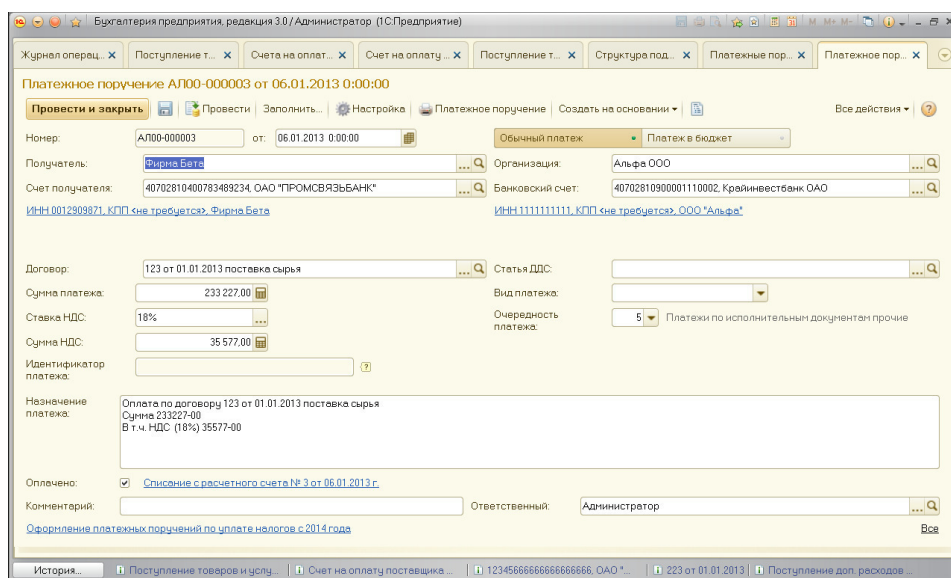 Бухгалтерия предприятия, редакция 3.0 / Администратор (1С:Предприятие)
M M+ M-
Журнал операц... Поступление т... Счета на оплат... Счет на оплату ... Поступление т... Структура под... Платежные пор... Платежное пор...
Платежное поручение АЛ00-000003 от 06.01.2013 0:00:00
Провести и закрыть Провести Заполнить... Настройка Платежное поручение Создать на основании Все действия
Номер: АЛ00-000003 от: 06.01.2013 0:00:00 Обычный платеж Платеж в бюджет
Получатель: Фирма Бета ... Организация: Альфа ООО ...
Счет получателя: 40702810400783489234, ОАО "ПРОМСВЯЗЬБАНК" ... Банковский счет: 40702810900001110002, Крайинвестбанк ОАО ...
ИНН 0012909871, КПП <не требуется>, Фирма Бета ИНН 1111111111, КПП <не требуется>, ООО "Альфа"
Договор: 123 от 01.01.2013 поставка сырья ... Статья ДДС: ...
Сумма платежа: 233 227,00 Вид платежа:
Ставка НДС: 18% ... Очередность платежа: 5 Платежи по исполнительным документам прочие
Сумма НДС: 35 577,00
Идентификатор платежа: ?
Назначение платежа:
Оплата по договору 123 от 01.01.2013 поставка сырья
Сумма 233227-00
В т.ч. НДС (18%) 35577-00
Оплачено: Списание с расчетного счета № 3 от 06.01.2013 г.
Комментарий: Ответственный: Администратор ...
Оформление платежных поручений по уплате налогов с 2014 года Все
История... Поступление товаров и услу... Счет на оплату поставщика ... 223 от 01.01.2013 Поступление доп. расходов ...